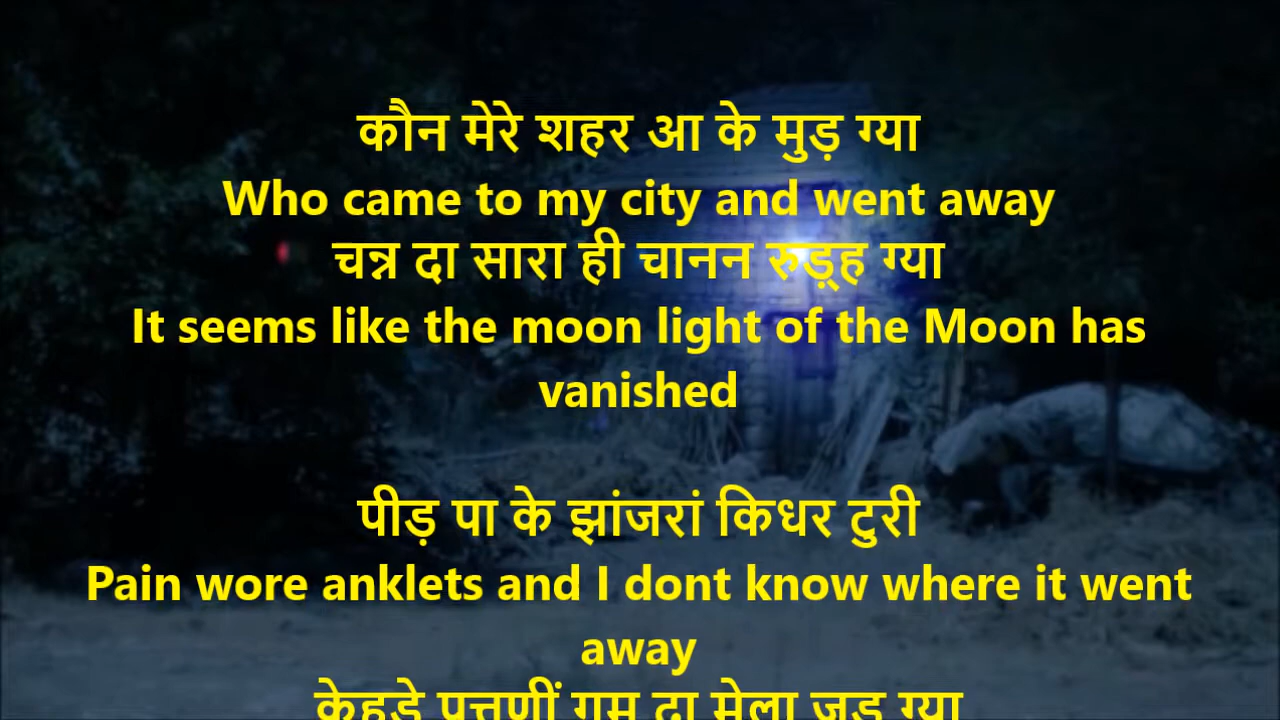 कौन मेरे शहर आ के मुड़ ग्या
Who came to my city and went away
चन्न दा सारा ही चानन रुड़्ह ग्या
It seems like the moon light of the Moon has
vanished
पीड़ पा के झांजरां किधर टुरी
Pain wore anklets and I dont know where it went
away
केहड़े पत्तणीं गम दा मेला जुड़ ग्या